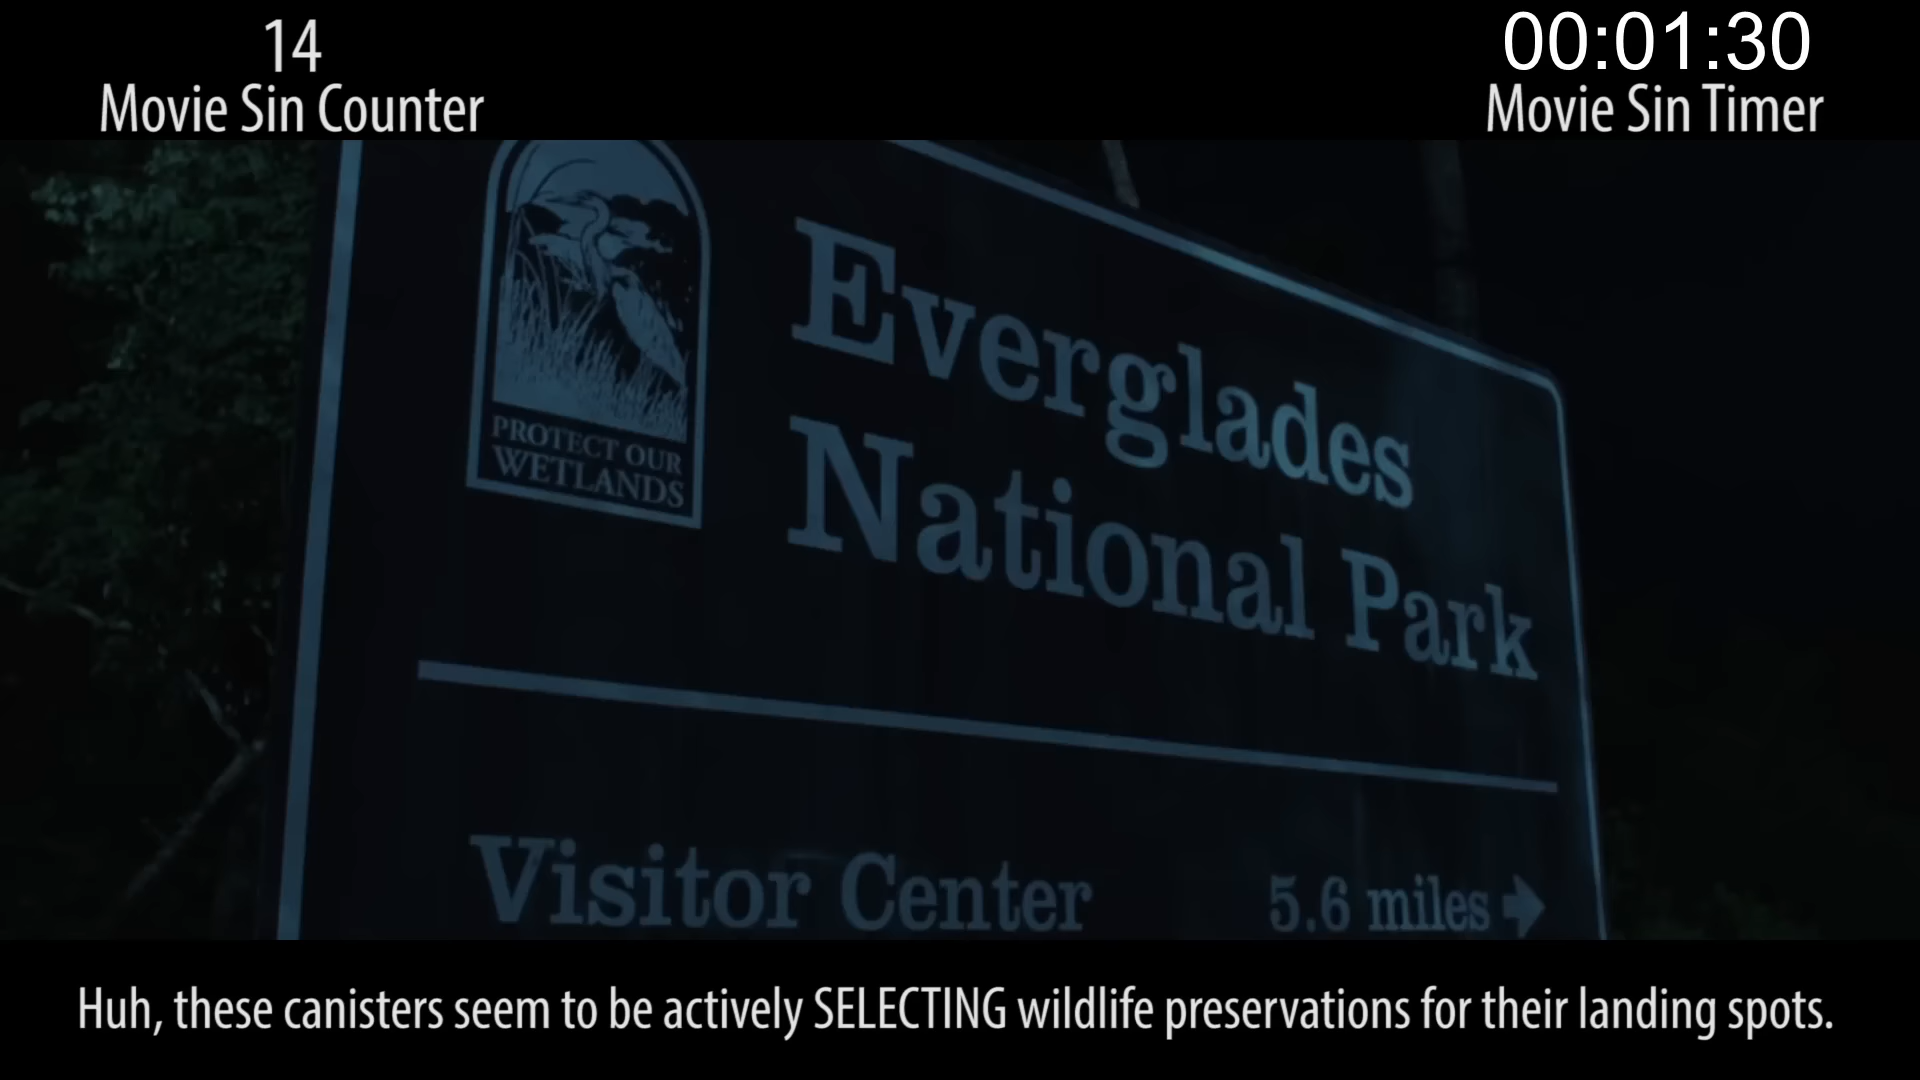 14
Movie Sin Counter
00:01:30
Movie Sin Timer
PROTECT OUR
WETLANDS
Everglades
National Park
Visitor Center 5.6 miles →
Huh, these canisters seem to be actively SELECTING wildlife preservations for their landing spots.